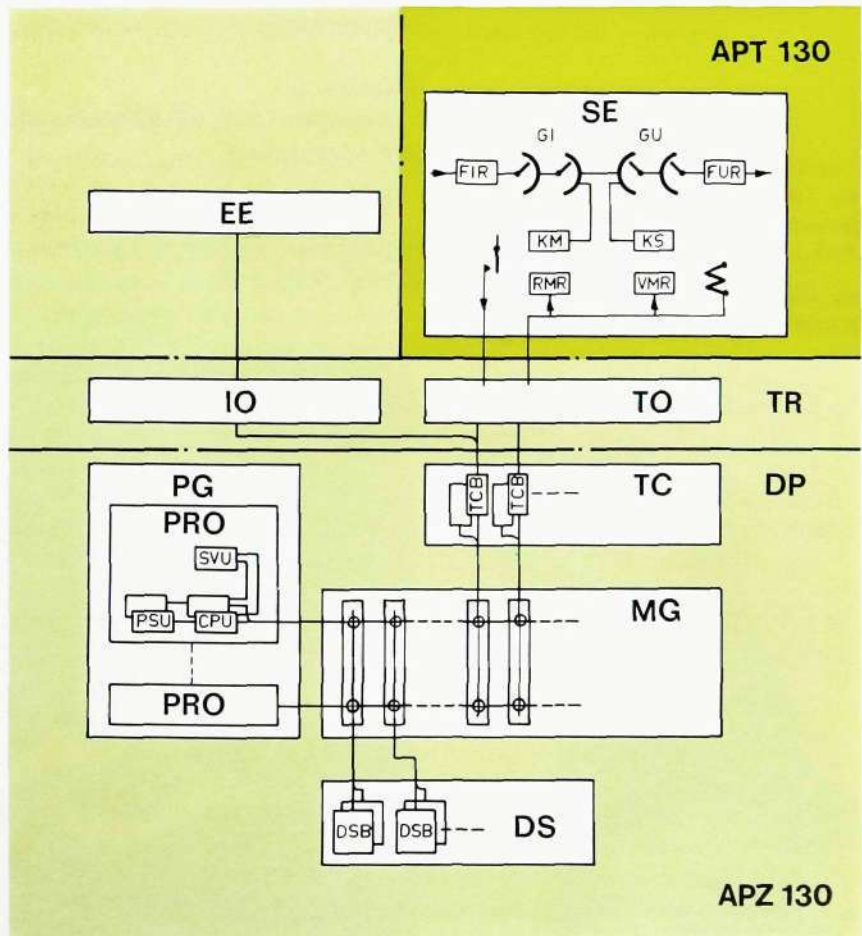 APT 130
SE
GI GU
FIR FUR
KM KS
RMR VMR
EE
IO
TO TR
PG
PRO
SVU
PSU CPU
PRO
TCB TCB TC DP
MG
DSB DSB DS
APZ 130